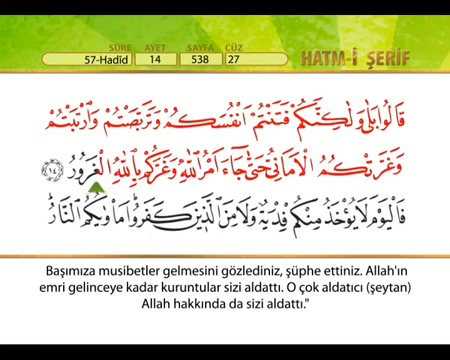 SÛRE AYET SAYFA CÜZ
57-Hadîd 14 538 27 HATM-İ ŞERİF
قَالُوا بَلٰى وَلٰكِنَّكُمْ فَتَنْتُمْ اَنْفُسَكُمْ وَتَرَبَّصْتُمْ وَارْتَبْتُمْ
وَغَرَّتْكُمُ الْاَمَانِيُّ حَتّٰى جَٓاءَ اَمْرُ اللّٰهِ وَغَرَّكُمْ بِاللّٰهِ الْغَرُورُ ﴿١٤﴾
فَالْيَوْمَ لَا يُؤْخَذُ مِنْكُمْ فِدْيَةٌ وَلَا مِنَ الَّذِينَ كَفَرُوا مَأْوٰيكُمُ النَّارُ
Başımıza musibetler gelmesini gözlediniz, şüphe ettiniz. Allah'ın
emri gelinceye kadar kuruntular sizi aldattı. O çok aldatıcı (şeytan)
Allah hakkında da sizi aldattı."